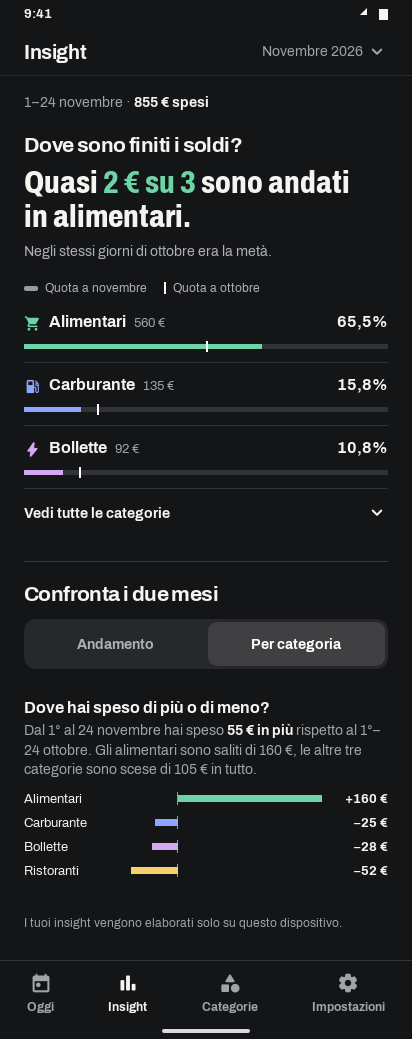 9:41
Insight
Novembre 2026
1–24 novembre · 855 € spesi
Dove sono finiti i soldi?
Quasi 2 € su 3 sono andati
in alimentari.
Negli stessi giorni di ottobre era la metà.
Quota a novembre Quota a ottobre
Alimentari 560 € 65,5%
Carburante 135 € 15,8%
Bollette 92 € 10,8%
Vedi tutte le categorie
Confronta i due mesi
Andamento Per categoria
Dove hai speso di più o di meno?
Dal 1° al 24 novembre hai speso 55 € in più rispetto al 1°–
24 ottobre. Gli alimentari sono saliti di 160 €, le altre tre
categorie sono scese di 105 € in tutto.
Alimentari +160 €
Carburante −25 €
Bollette −28 €
Ristoranti −52 €
I tuoi insight vengono elaborati solo su questo dispositivo.
Oggi Insight Categorie Impostazioni